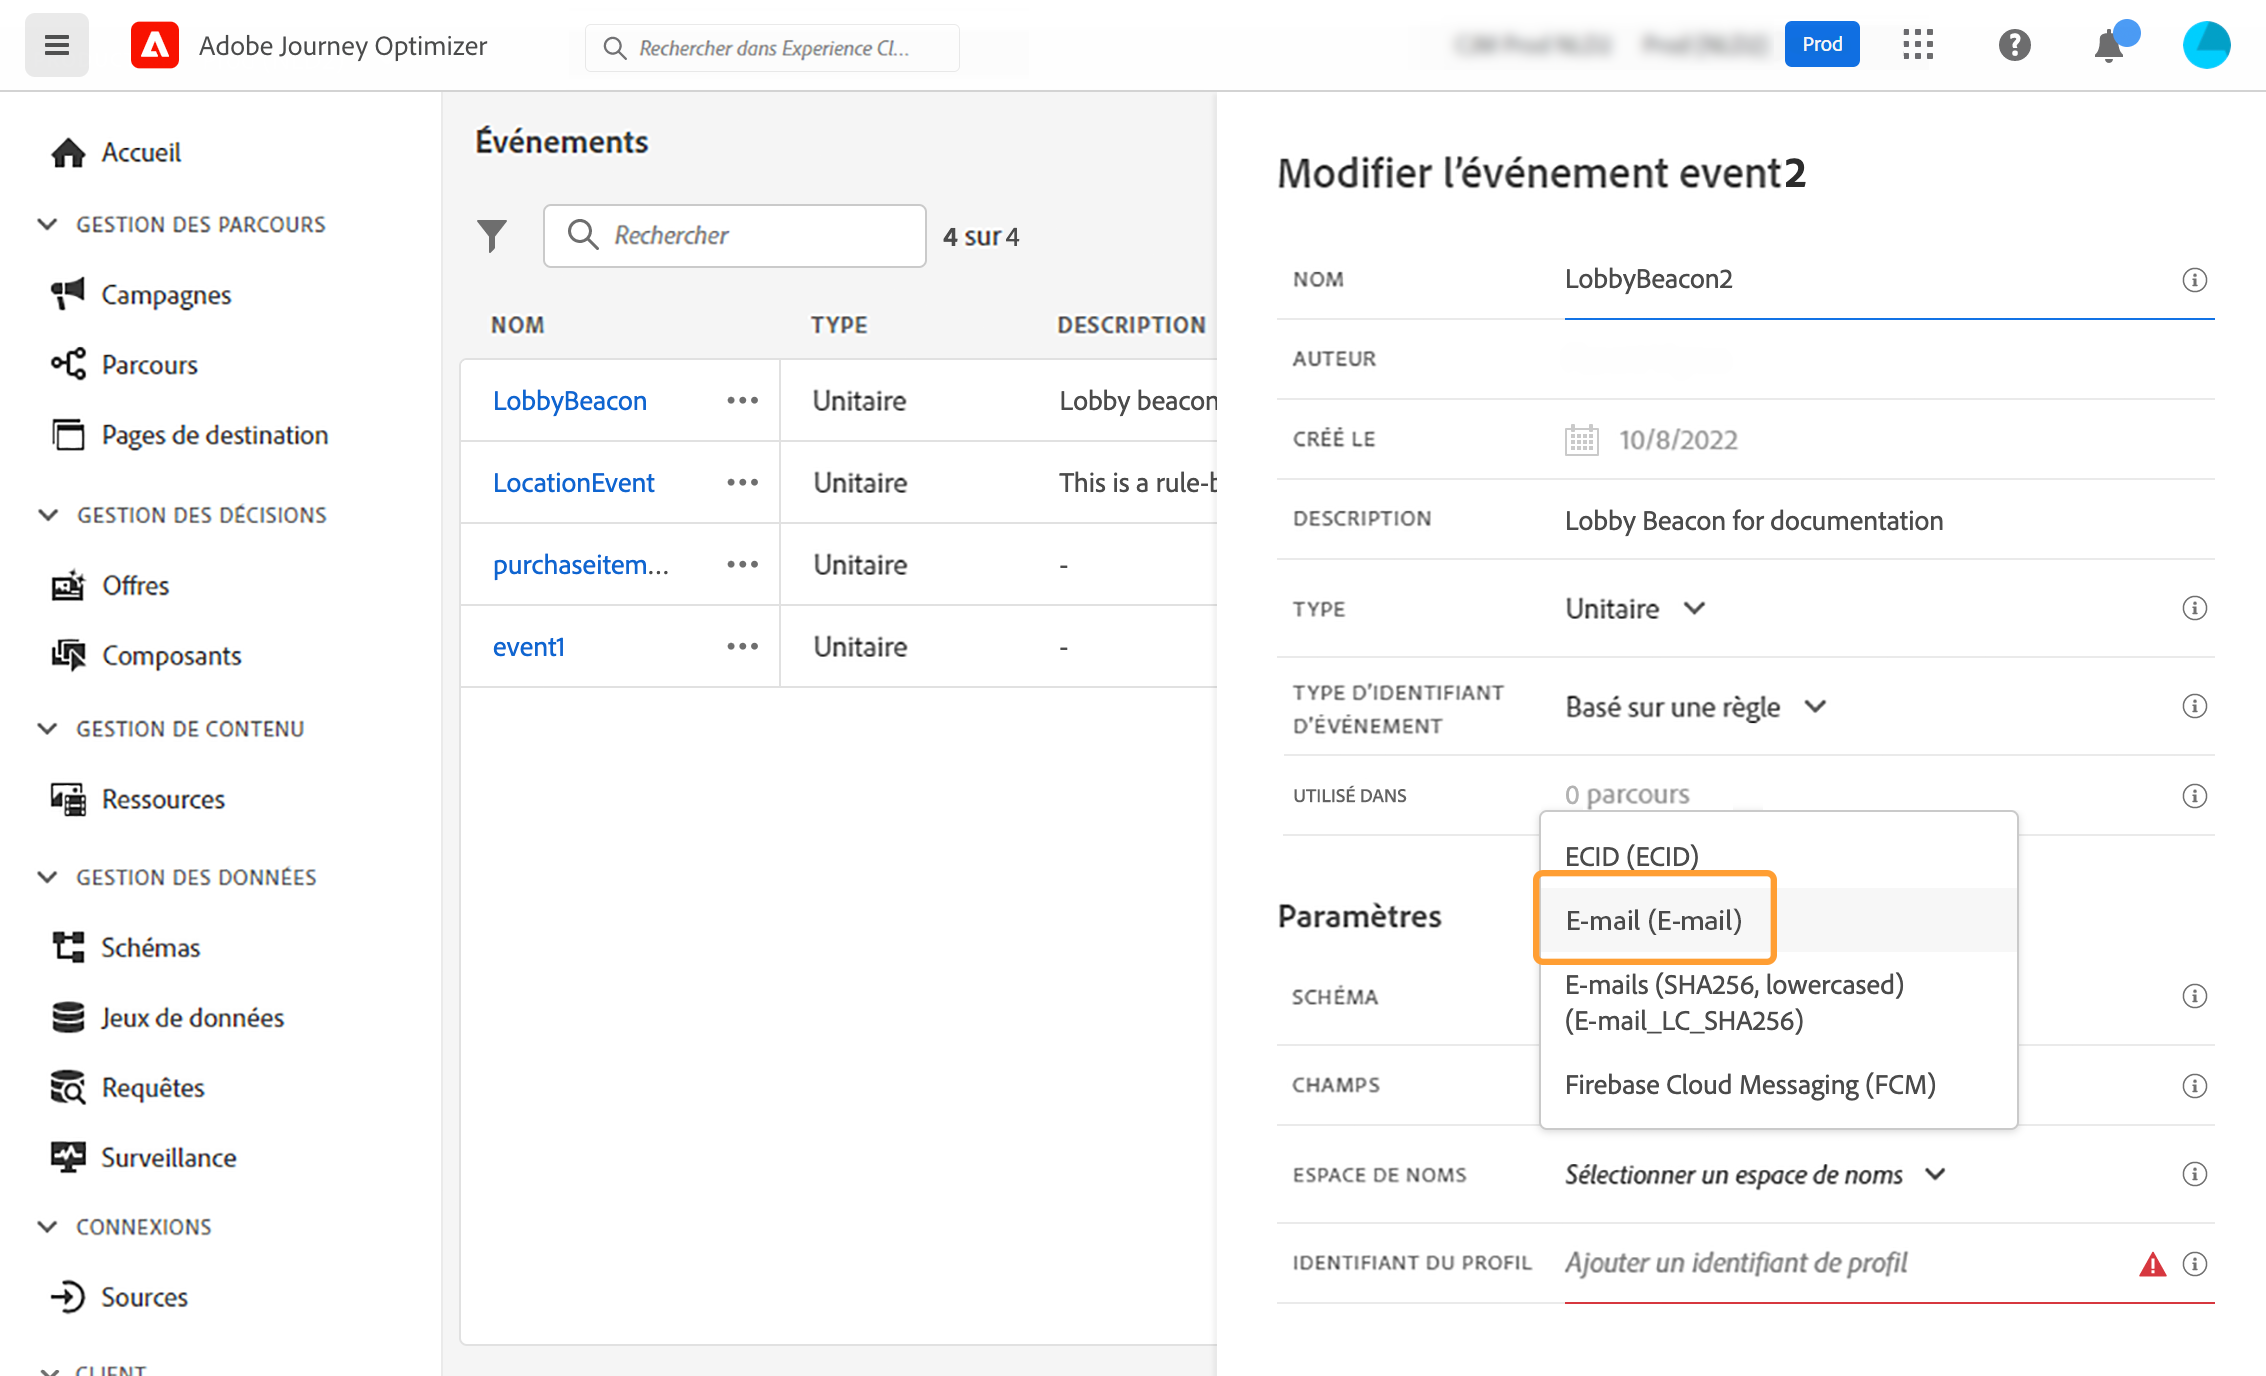 Adobe Journey Optimizer
Rechercher dans Experience Cl...
Prod
Accueil
GESTION DES PARCOURS
Campagnes
Parcours
Pages de destination
GESTION DES DÉCISIONS
Offres
Composants
GESTION DE CONTENU
Ressources
GESTION DES DONNÉES
Schémas
Jeux de données
Requêtes
Surveillance
CONNEXIONS
Sources
CLIENT
Événements
Rechercher
4 sur 4
NOM TYPE DESCRIPTION
LobbyBeacon ••• Unitaire Lobby beacon
LocationEvent ••• Unitaire This is a rule-b
purchaseitem... ••• Unitaire -
event1 ••• Unitaire -
Modifier l’événement event2
NOM LobbyBeacon2
AUTEUR
CRÉÉ LE 10/8/2022
DESCRIPTION Lobby Beacon for documentation
TYPE Unitaire
TYPE D’IDENTIFIANT
D’ÉVÉNEMENT Basé sur une règle
UTILISÉ DANS 0 parcours
ECID (ECID)
Paramètres
E-mail (E-mail)
E-mails (SHA256, lowercased)
(E-mail_LC_SHA256)
Firebase Cloud Messaging (FCM)
SCHÉMA
CHAMPS
ESPACE DE NOMS Sélectionner un espace de noms
IDENTIFIANT DU PROFIL Ajouter un identifiant de profil